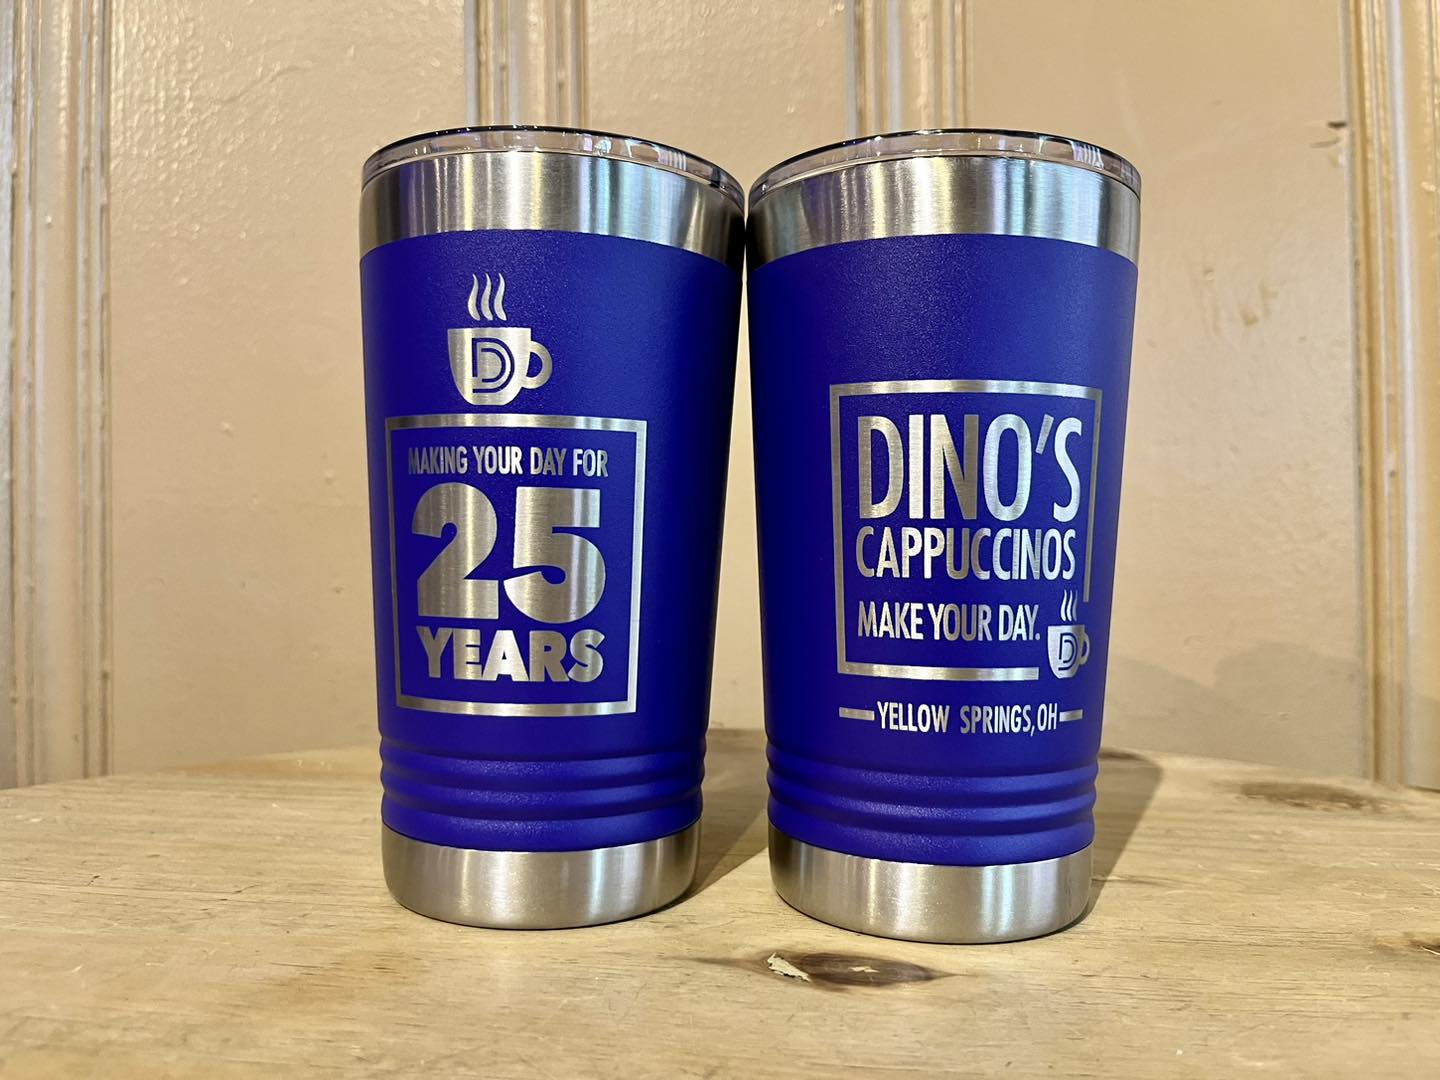 D
MAKING YOUR DAY FOR
25
YEARS
DINO'S
CAPPUCCINOS
MAKE YOUR DAY.
D
YELLOW SPRINGS, OH